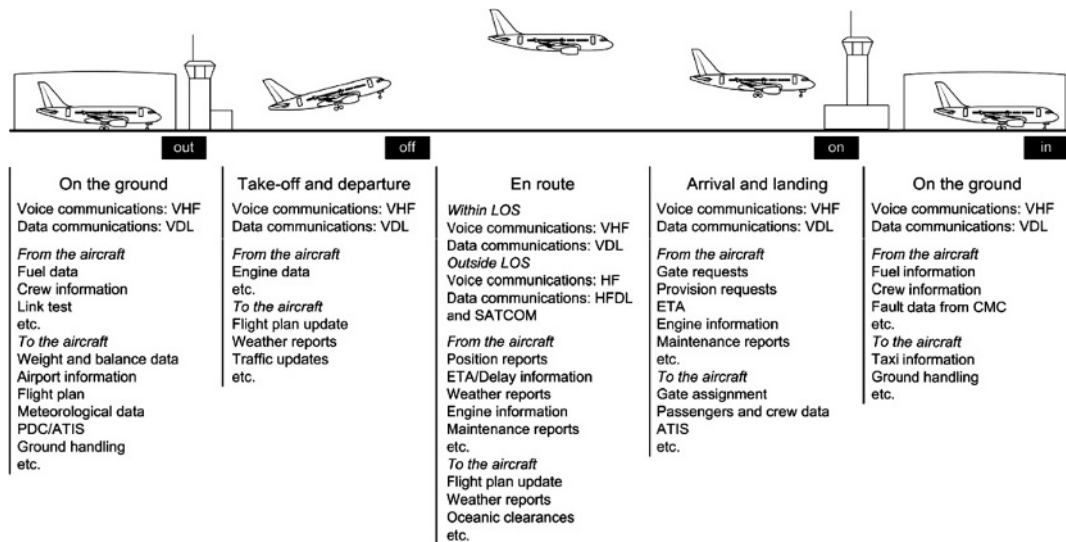 out
off
on
in
On the ground
Voice communications: VHF
Data communications: VDL
From the aircraft
Fuel data
Crew information
Link test
etc.
To the aircraft
Weight and balance data
Airport information
Flight plan
Meteorological data
PDC/ATIS
Ground handling
etc.
Take-off and departure
Voice communications: VHF
Data communications: VDL
From the aircraft
Engine data
etc.
To the aircraft
Flight plan update
Weather reports
Traffic updates
etc.
En route
Within LOS
Voice communications: VHF
Data communications: VDL
Outside LOS
Voice communications: HF
Data communications: HFDL
and SATCOM
From the aircraft
Position reports
ETA/Delay information
Weather reports
Engine information
Maintenance reports
etc.
To the aircraft
Flight plan update
Weather reports
Oceanic clearances
etc.
Arrival and landing
Voice communications: VHF
Data communications: VDL
From the aircraft
Gate requests
Provision requests
ETA
Engine information
Maintenance reports
etc.
To the aircraft
Gate assignment
Passengers and crew data
ATIS
etc.
On the ground
Voice communications: VHF
Data communications: VDL
From the aircraft
Fuel information
Crew information
Fault data from CMC
etc.
To the aircraft
Taxi information
Ground handling
etc.